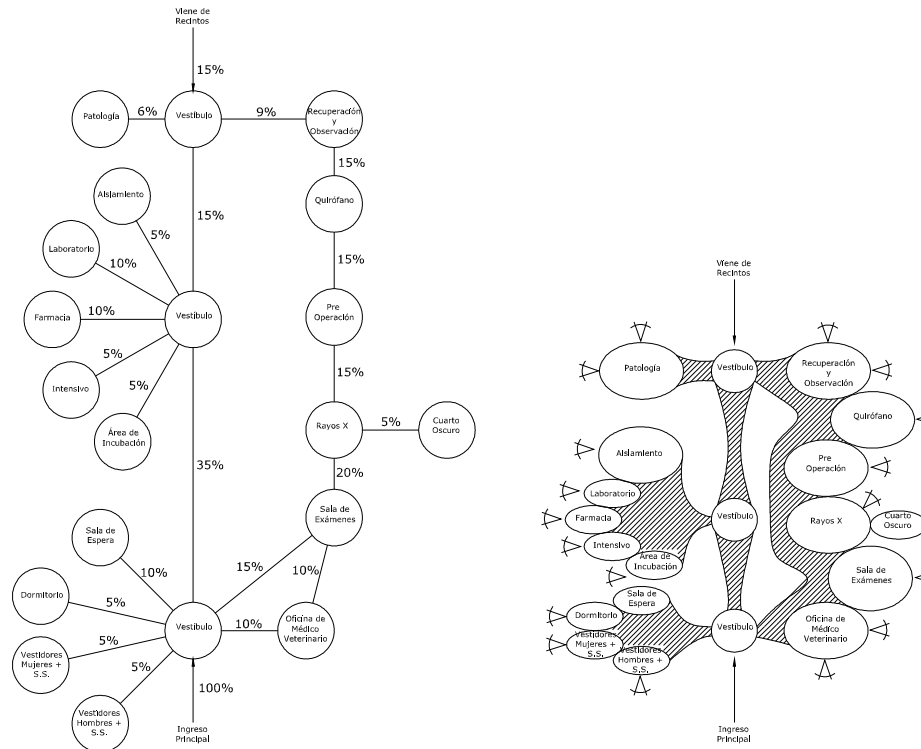 Viene de
Recintos
15%
Patología
6%
Vestíbulo
9%
Recuperación
y
Observación
15%
Aislamiento
15%
Quirófano
5%
Laboratorio
10%
15%
Farmacia
10%
Vestíbulo
Pre
Operación
5%
Intensivo
5%
15%
Área de
Incubación
Rayos X
5%
Cuarto
Oscuro
35%
20%
Sala de
Espera
Sala de
Exámenes
10%
15%
10%
Dormitorio
5%
Vestíbulo
10%
Oficina de
Médico
Veterinario
5%
Vestidores
Mujeres +
S.S.
5%
100%
Vestidores
Hombres +
S.S.
Ingreso
Principal
Viene de
Recintos
Patología
Vestíbulo
Recuperación
y
Observación
Quirófano
Aislamiento
Pre
Operación
Laboratorio
Farmacia
Vestíbulo
Rayos X
Cuarto
Oscuro
Intensivo
Área de
Incubación
Sala de
Exámenes
Sala de
Espera
Dormitorio
Vestíbulo
Oficina de
Médico
Veterinario
Vestidores
Mujeres +
S.S.
Vestidores
Hombres +
S.S.
Ingreso
Principal